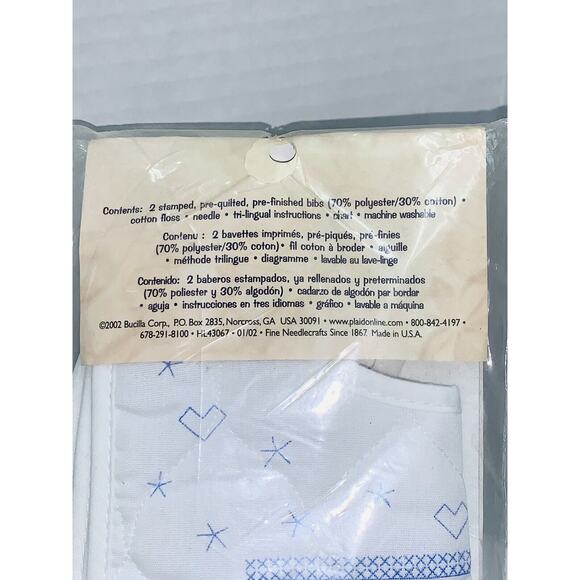 Contents: 2 stamped, pre-quilted, pre-finished bibs (70% polyester/30% cotton) •
cotton floss • needle • tri-lingual instructions • chart • machine washable
Contenu : 2 bavettes imprimés, pré-piqués, pré-finies
(70% polyester/30% coton) • fil coton à broder • aiguille
• méthode trilingue • diagramme • lavable au lave-linge
Contenido: 2 baberos estampados, ya rellenados y preterminados
(70% poliester y 30% algodón) • cadarzo de algodón par bordar
• aguja • instrucciones en tres idiomas • gráfico • lavable a máquina
©2002 Bucilla Corp., P.O. Box 2835, Norcross, GA USA 30091 • www.plaidonline.com • 800-842-4197 •
678-291-8100 • HE43067 • 01/02 • Fine Needlecrafts Since 1867. Made in U.S.A.